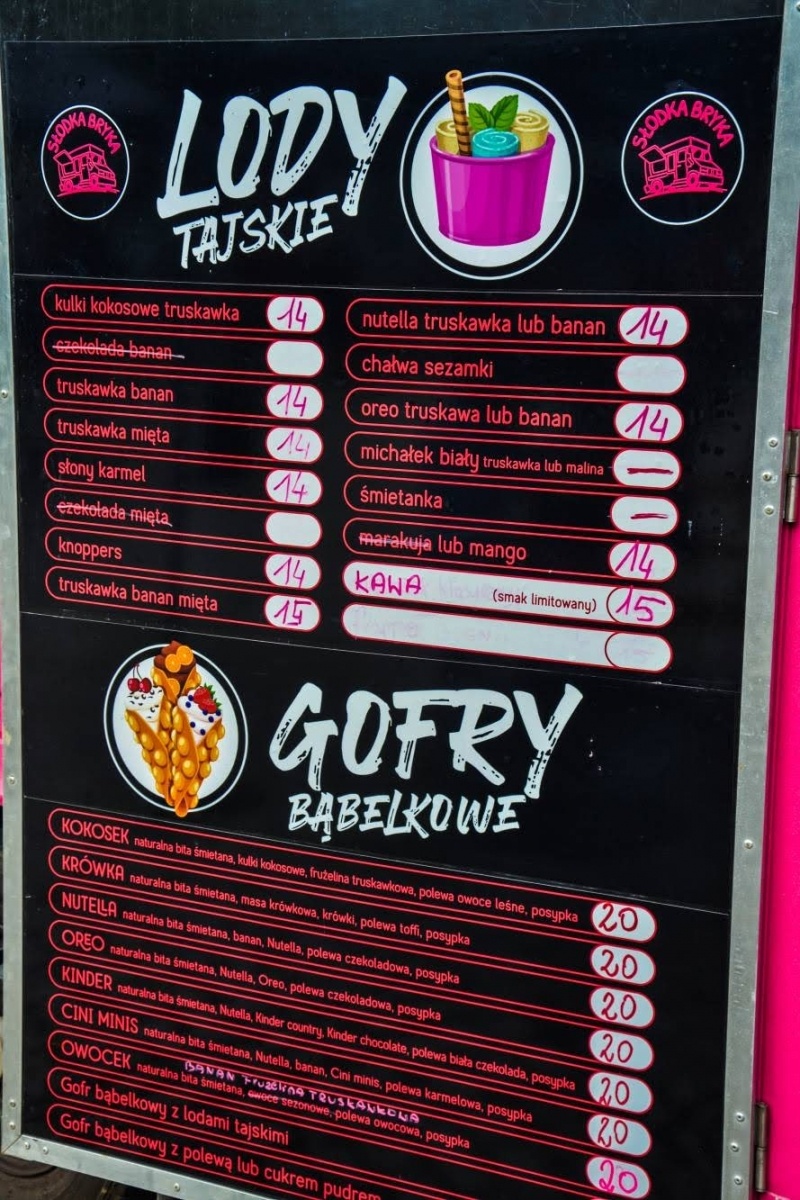 SŁODKA BRYKA
LODY
TAJSKIE
SŁODKA BRYKA
kulki kokosowe truskawka 14
czekolada banan
truskawka banan 14
truskawka mięta 14
słony karmel 14
czekolada mięta
knoppers 14
truskawka banan mięta 15
nutella truskawka lub banan 14
chałwa sezamki
oreo truskawa lub banan 14
michałek biały truskawka lub malina —
śmietanka —
marakuja lub mango 14
KAWA (smak limitowany) 15
GOFRY
BĄBELKOWE
KOKOSEK naturalna bita śmietana, kulki kokosowe, frużelina truskawkowa, polewa owoce leśne, posypka 20
KRÓWKA naturalna bita śmietana, masa krówkowa, krówki, polewa toffi, posypka 20
NUTELLA naturalna bita śmietana, banan, Nutella, polewa czekoladowa, posypka 20
OREO naturalna bita śmietana, Nutella, Oreo, polewa czekoladowa, posypka 20
KINDER naturalna bita śmietana, Nutella, Kinder country, Kinder chocolate, polewa biała czekolada, posypka 20
CINI MINIS naturalna bita śmietana, Nutella, banan, Cini minis, polewa karmelowa, posypka 20
BANAN FRUŻELINA TRUSKAWKOWA
OWOCEK naturalna bita śmietana, owoce sezonowe, polewa owocowa, posypka 20
Gofr bąbelkowy z lodami tajskimi
Gofr bąbelkowy z polewą lub cukrem pudrem